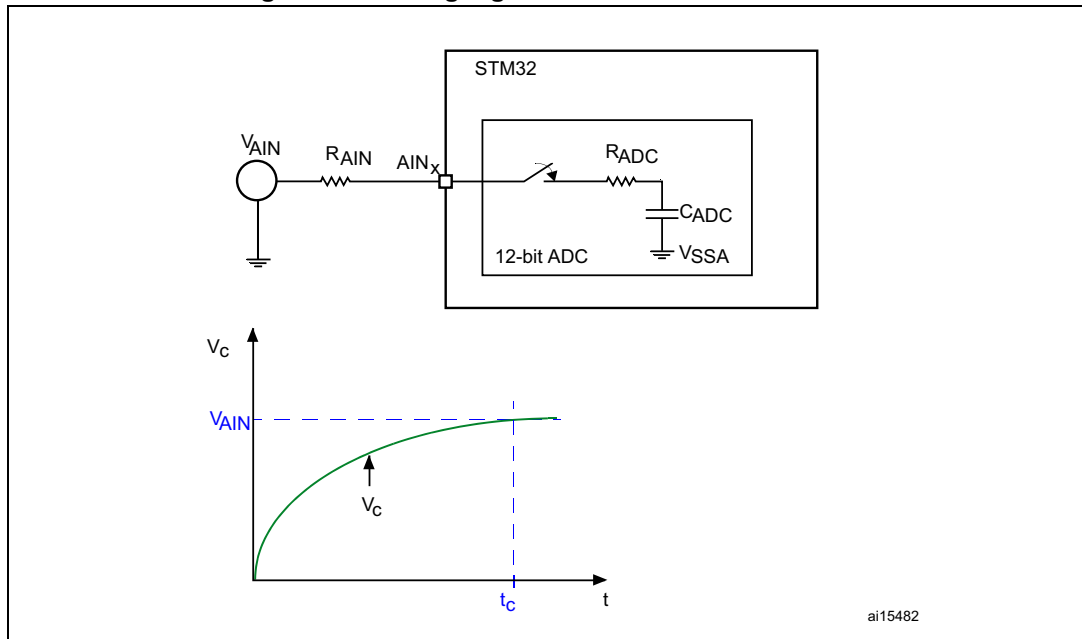 STM32
VAIN
RAIN
AINx
RADC
CADC
VSSA
12-bit ADC
Vc
VAIN
Vc
tc
t
ai15482